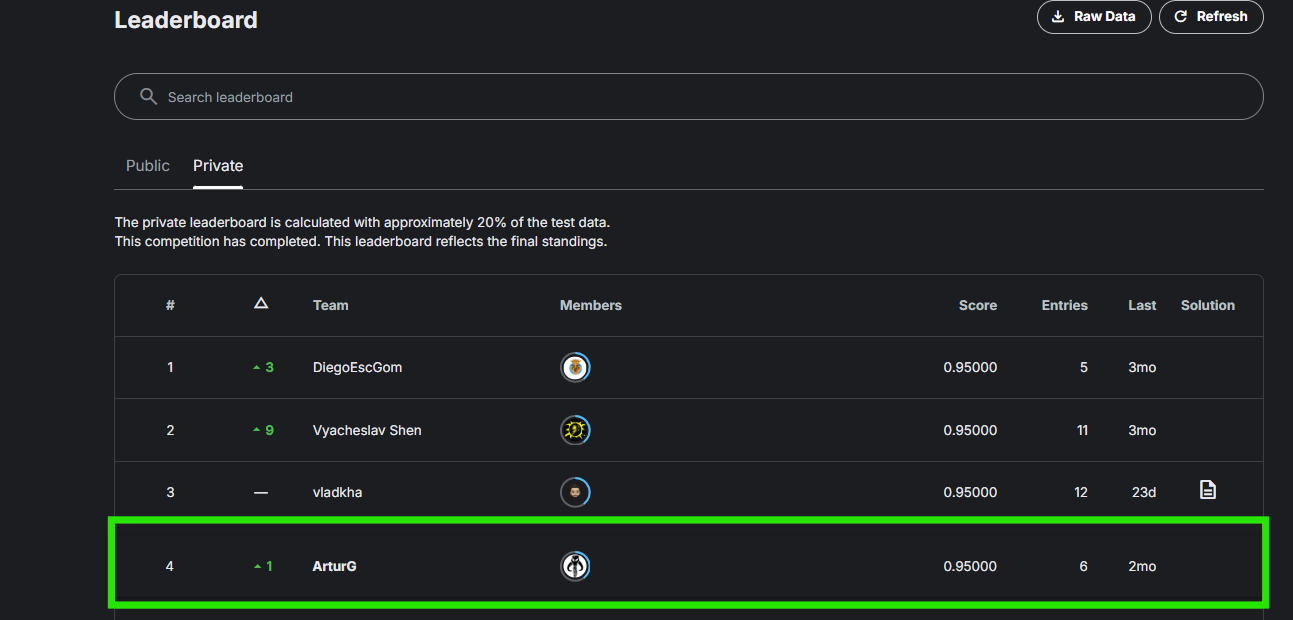 Leaderboard
Raw Data
Refresh
Search leaderboard
Public Private
The private leaderboard is calculated with approximately 20% of the test data.
This competition has completed. This leaderboard reflects the final standings.
# △ Team Members Score Entries Last Solution
1 3 DiegoEscGom 0.95000 5 3mo
2 9 Vyacheslav Shen 0.95000 11 3mo
3 — vladkha 0.95000 12 23d
4 1 ArturG 0.95000 6 2mo